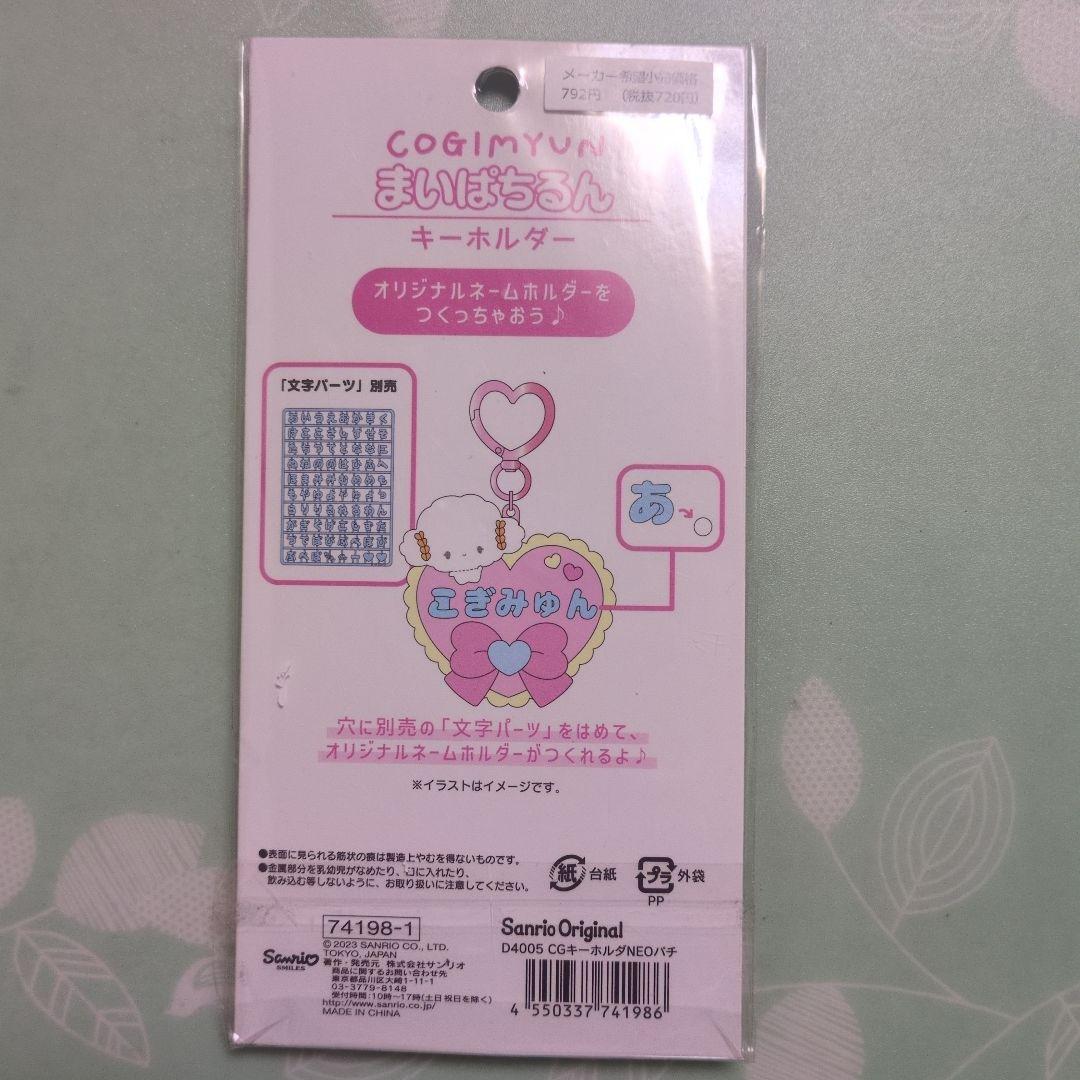 メーカー希望小売価格
792円 (税抜720円)
COGIMYUN
まいぱちるん
キーホルダー
オリジナルネームホルダーを
つくっちゃおう♪
「文字パーツ」別売
あ
こぎみゅん
穴に別売の「文字パーツ」をはめて、
オリジナルネームホルダーがつくれるよ♪
※イラストはイメージです。
●表面に見られる筋状の痕は製造上やむを得ないものです。
●金属部分を乳幼児がなめたり、口に入れたり、
飲み込む等しないように、お取り扱いに注意してください。
紙 台紙
プラ 外袋
PP
74198-1
© 2023 SANRIO CO., LTD.
TOKYO, JAPAN
著作・発売元 株式会社サンリオ
商品に関するお問い合わせ先
東京都品川区大崎1-11-1
03-3779-8148
受付時間:10時~17時(土日祝日を除く)
http://www.sanrio.co.jp/
MADE IN CHINA
Sanrio
SMILES
Sanrio Original
D4005 CGキーホルダNEOパチ
4 550337 741986